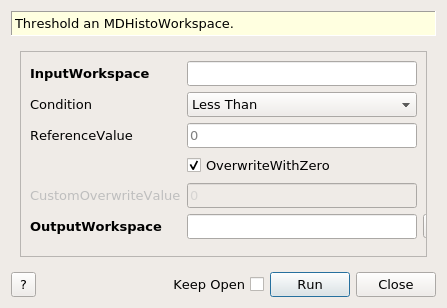 Threshold an MDHistoWorkspace.
InputWorkspace
Condition Less Than
ReferenceValue 0
OverwriteWithZero
CustomOverwriteValue 0
OutputWorkspace
? Keep Open Run Close